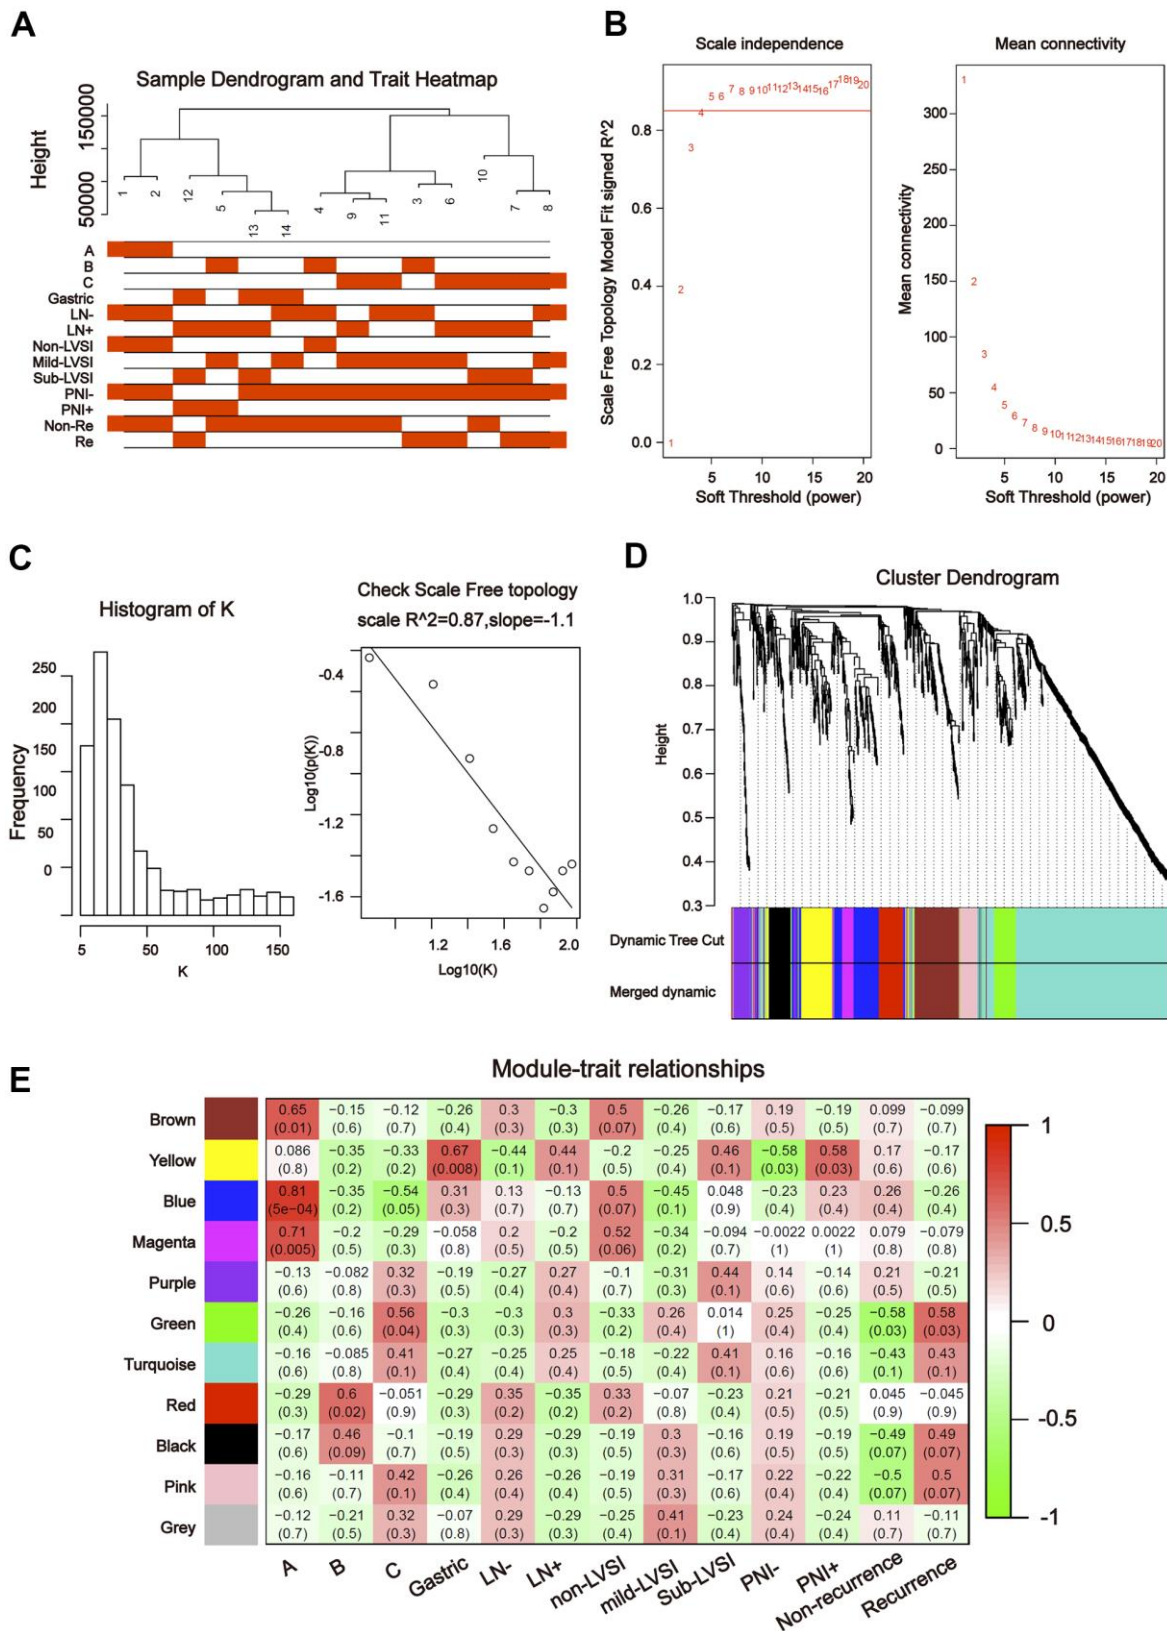 A
Sample Dendrogram and Trait Heatmap
Height
50000
150000
1
2
12
5
13
14
4
9
11
3
6
10
7
8
A
B
C
Gastric
LN-
LN+
Non-LVSI
Mild-LVSI
Sub-LVSI
PNI-
PNI+
Non-Re
Re
B
Scale independence
Scale Free Topology Model Fit signed R^2
0.8
0.6
0.4
0.2
0.0
1
2
3
4
5 6 7 8 9 10 11 12 13 14 15 16 17 18 19 20
5 10 15 20
Soft Threshold (power)
Mean connectivity
Mean connectivity
300
250
200
150
100
50
0
1
2
3
4
5 6 7 8 9 10 11 12 13 14 15 16 17 18 19 20
5 10 15 20
Soft Threshold (power)
C
Histogram of K
Frequency
250
200
150
100
50
0
5 50 100 150
K
Check Scale Free topology
scale R^2=0.87,slope=-1.1
Log10(p(K))
-0.4
-0.8
-1.2
-1.6
1.2 1.6 2.0
Log10(K)
D
Cluster Dendrogram
Height
1.0
0.9
0.8
0.7
0.6
0.5
0.4
0.3
Dynamic Tree Cut
Merged dynamic
E
Module-trait relationships
Brown
0.65 −0.15 −0.12 −0.26 0.3 −0.3 0.5 −0.26 −0.17 0.19 −0.19 0.099 −0.099
(0.01) (0.6) (0.7) (0.4) (0.3) (0.3) (0.07) (0.4) (0.6) (0.5) (0.5) (0.7) (0.7)
Yellow
0.086 −0.35 −0.33 0.67 −0.44 0.44 −0.2 −0.25 0.46 −0.58 0.58 0.17 −0.17
(0.8) (0.2) (0.2) (0.008) (0.1) (0.1) (0.5) (0.4) (0.1) (0.03) (0.03) (0.6) (0.6)
Blue
0.81 −0.35 −0.54 0.31 0.13 −0.13 0.5 −0.45 0.048 −0.23 0.23 0.26 −0.26
(5e−04) (0.2) (0.05) (0.3) (0.7) (0.7) (0.07) (0.1) (0.9) (0.4) (0.4) (0.4) (0.4)
Magenta
0.71 −0.2 −0.29 −0.058 0.2 −0.2 0.52 −0.34 −0.094 −0.0022 0.0022 0.079 −0.079
(0.005) (0.5) (0.3) (0.8) (0.5) (0.5) (0.06) (0.2) (0.7) (1) (1) (0.8) (0.8)
Purple
−0.13 −0.082 0.32 −0.19 −0.27 0.27 −0.1 −0.31 0.44 0.14 −0.14 0.21 −0.21
(0.6) (0.8) (0.3) (0.5) (0.4) (0.4) (0.7) (0.3) (0.1) (0.6) (0.6) (0.5) (0.5)
Green
−0.26 −0.16 0.56 −0.3 −0.3 0.3 −0.33 0.26 0.014 0.25 −0.25 −0.58 0.58
(0.4) (0.6) (0.04) (0.3) (0.3) (0.3) (0.2) (0.4) (1) (0.4) (0.4) (0.03) (0.03)
Turquoise
−0.16 −0.085 0.41 −0.27 −0.25 0.25 −0.18 −0.22 0.41 0.16 −0.16 −0.43 0.43
(0.6) (0.8) (0.1) (0.4) (0.4) (0.4) (0.5) (0.4) (0.1) (0.6) (0.6) (0.1) (0.1)
Red
−0.29 0.6 −0.051 −0.29 0.35 −0.35 0.33 −0.07 −0.23 0.21 −0.21 0.045 −0.045
(0.3) (0.02) (0.9) (0.3) (0.2) (0.2) (0.2) (0.8) (0.4) (0.5) (0.5) (0.9) (0.9)
Black
−0.17 0.46 −0.1 −0.19 0.29 −0.29 −0.19 0.3 −0.16 0.19 −0.19 −0.49 0.49
(0.6) (0.09) (0.7) (0.5) (0.3) (0.3) (0.5) (0.3) (0.6) (0.5) (0.5) (0.07) (0.07)
Pink
−0.16 −0.11 0.42 −0.26 0.26 −0.26 −0.19 0.31 −0.17 0.22 −0.22 −0.5 0.5
(0.6) (0.7) (0.1) (0.4) (0.4) (0.4) (0.5) (0.3) (0.6) (0.4) (0.4) (0.07) (0.07)
Grey
−0.12 −0.21 0.32 −0.07 0.29 −0.29 −0.25 0.41 −0.23 0.24 −0.24 0.11 −0.11
(0.7) (0.5) (0.3) (0.8) (0.3) (0.3) (0.4) (0.1) (0.4) (0.4) (0.4) (0.7) (0.7)
A B C Gastric LN- LN+ non-LVSI mild-LVSI Sub-LVSI PNI- PNI+ Non-recurrence Recurrence
1
0.5
0
-0.5
-1